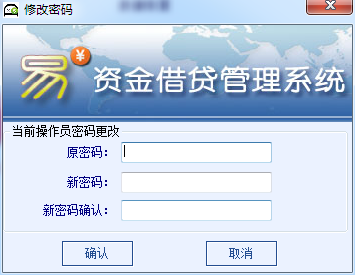 修改密码
易 ¥ 资金借贷管理系统
当前操作员密码更改
原密码：
新密码：
新密码确认：
确认 取消